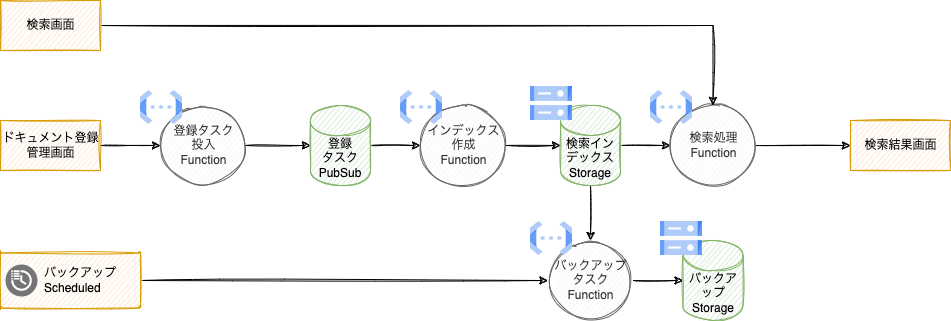 検索画面
ドキュメント登録
管理画面
登録タスク
投入
Function
登録
タスク
PubSub
インデックス
作成
Function
検索イン
デックス
Storage
検索処理
Function
検索結果画面
バックアップ
Scheduled
バックアップ
タスク
Function
バックア
ップ
Storage